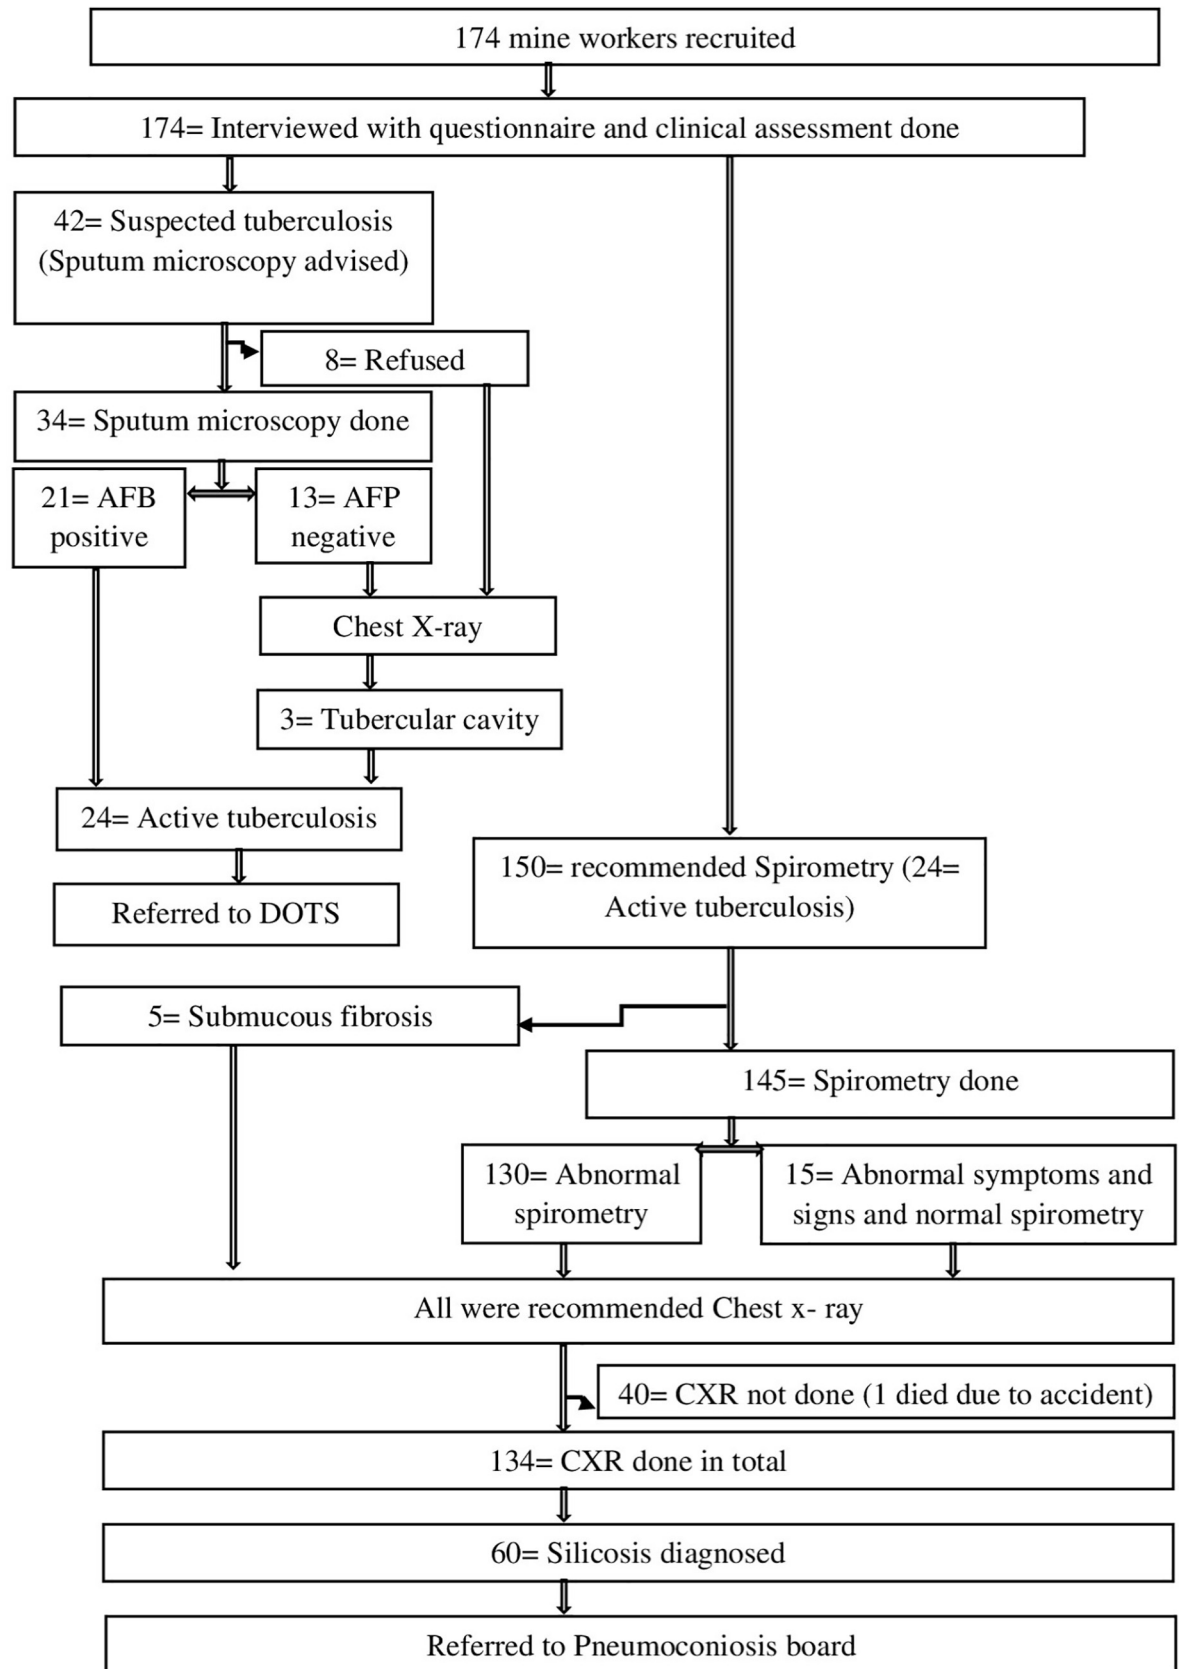 174 mine workers recruited
174= Interviewed with questionnaire and clinical assessment done
42= Suspected tuberculosis
(Sputum microscopy advised)
8= Refused
34= Sputum microscopy done
21= AFB
positive
13= AFP
negative
Chest X-ray
3= Tubercular cavity
24= Active tuberculosis
Referred to DOTS
150= recommended Spirometry (24=
Active tuberculosis)
5= Submucous fibrosis
145= Spirometry done
130= Abnormal
spirometry
15= Abnormal symptoms and
signs and normal spirometry
All were recommended Chest x- ray
40= CXR not done (1 died due to accident)
134= CXR done in total
60= Silicosis diagnosed
Referred to Pneumoconiosis board